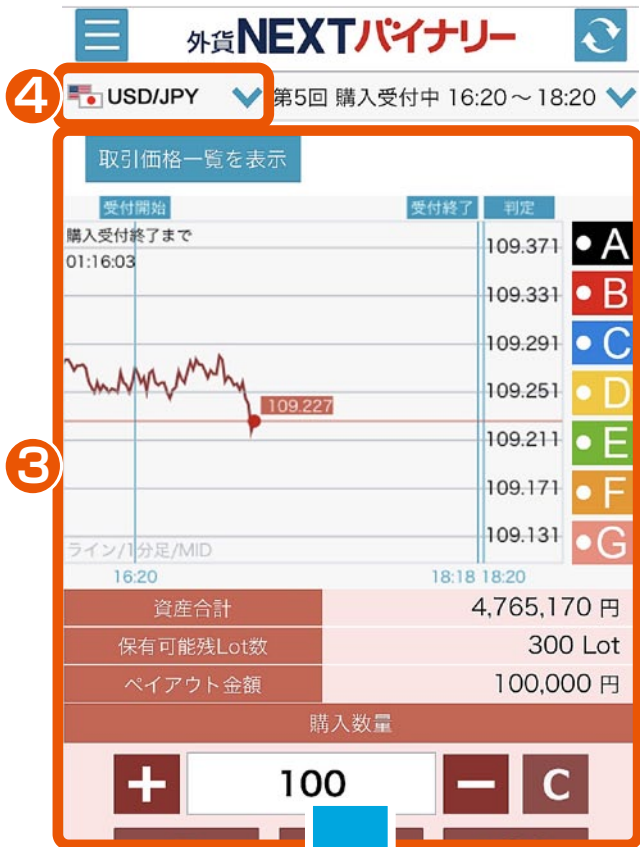 外貨NEXTバイナリー
4
USD/JPY 第5回 購入受付中 16:20～18:20
取引価格一覧を表示
受付開始 受付終了 判定
購入受付終了まで
01:16:03
109.371 A
109.331 B
109.291 C
109.251 D
109.227
109.211 E
3
109.171 F
109.131 G
ライン/1分足/MID
16:20 18:18 18:20
資産合計 4,765,170 円
保有可能残Lot数 300 Lot
ペイアウト金額 100,000 円
購入数量
+ 100 − C